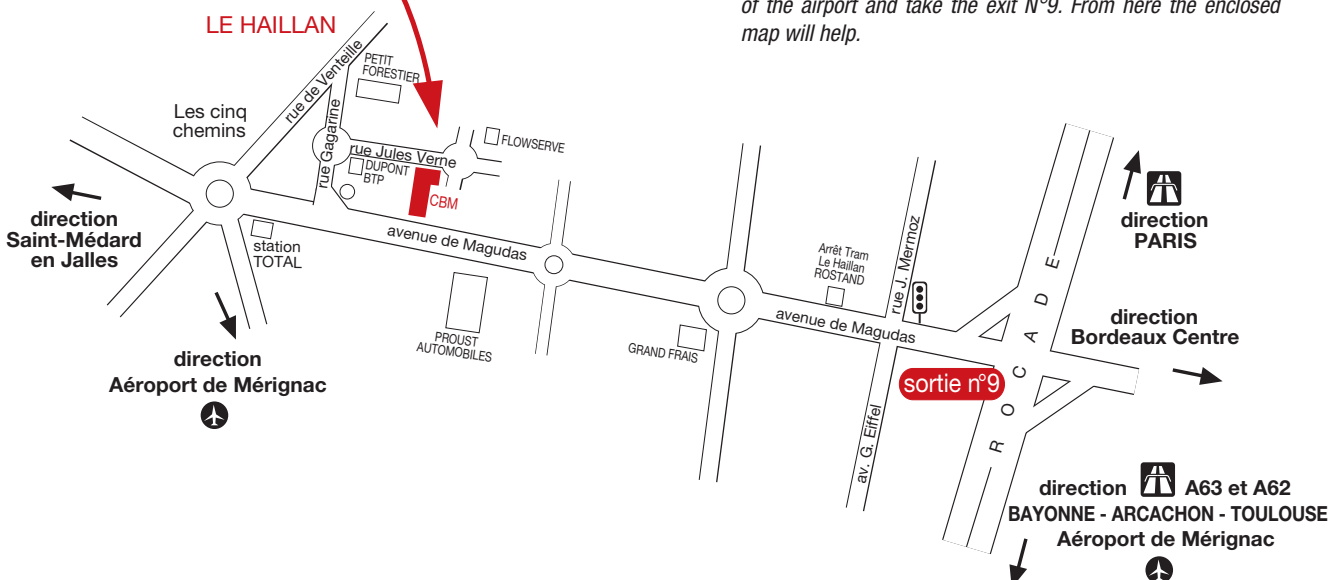 of the airport and take the exit N°9. From here the enclosed
map will help.
LE HAILLAN
rue de Venteille
PETIT
FORESTIER
Les cinq
chemins
rue Gagarine
rue Jules Verne
FLOWSERVE
DUPONT
BTP
CBM
direction
Saint-Médard
en Jalles
station
TOTAL
avenue de Magudas
direction
Aéroport de Mérignac
PROUST
AUTOMOBILES
GRAND FRAIS
Arrêt Tram
Le Haillan
ROSTAND
rue J. Mermoz
avenue de Magudas
av. G. Eiffel
sortie n°9
ROCADE
direction
PARIS
direction
Bordeaux Centre
direction A63 et A62
BAYONNE - ARCACHON - TOULOUSE
Aéroport de Mérignac